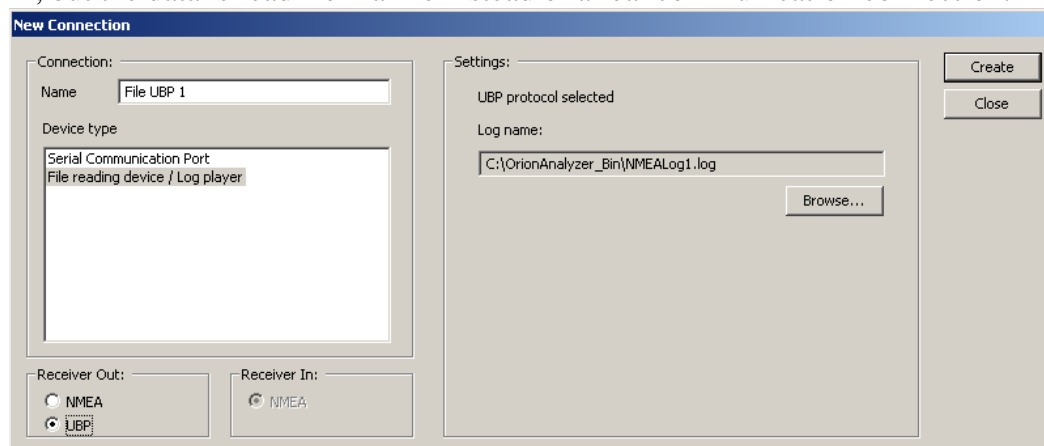 New Connection
Connection:
Name
File UBP 1
Device type
Serial Communication Port
File reading device / Log player
Receiver Out:
NMEA
UBP
Receiver In:
NMEA
Settings:
UBP protocol selected
Log name:
C:\OrionAnalyzer_Bin\NMEALog1.log
Browse...
Create
Close